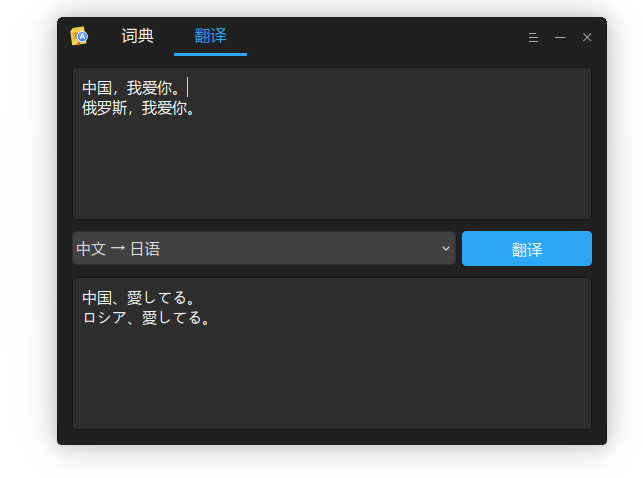 词典 翻译
中国，我爱你。
俄罗斯，我爱你。
中文 → 日语
翻译
中国、愛してる。
ロシア、愛してる。